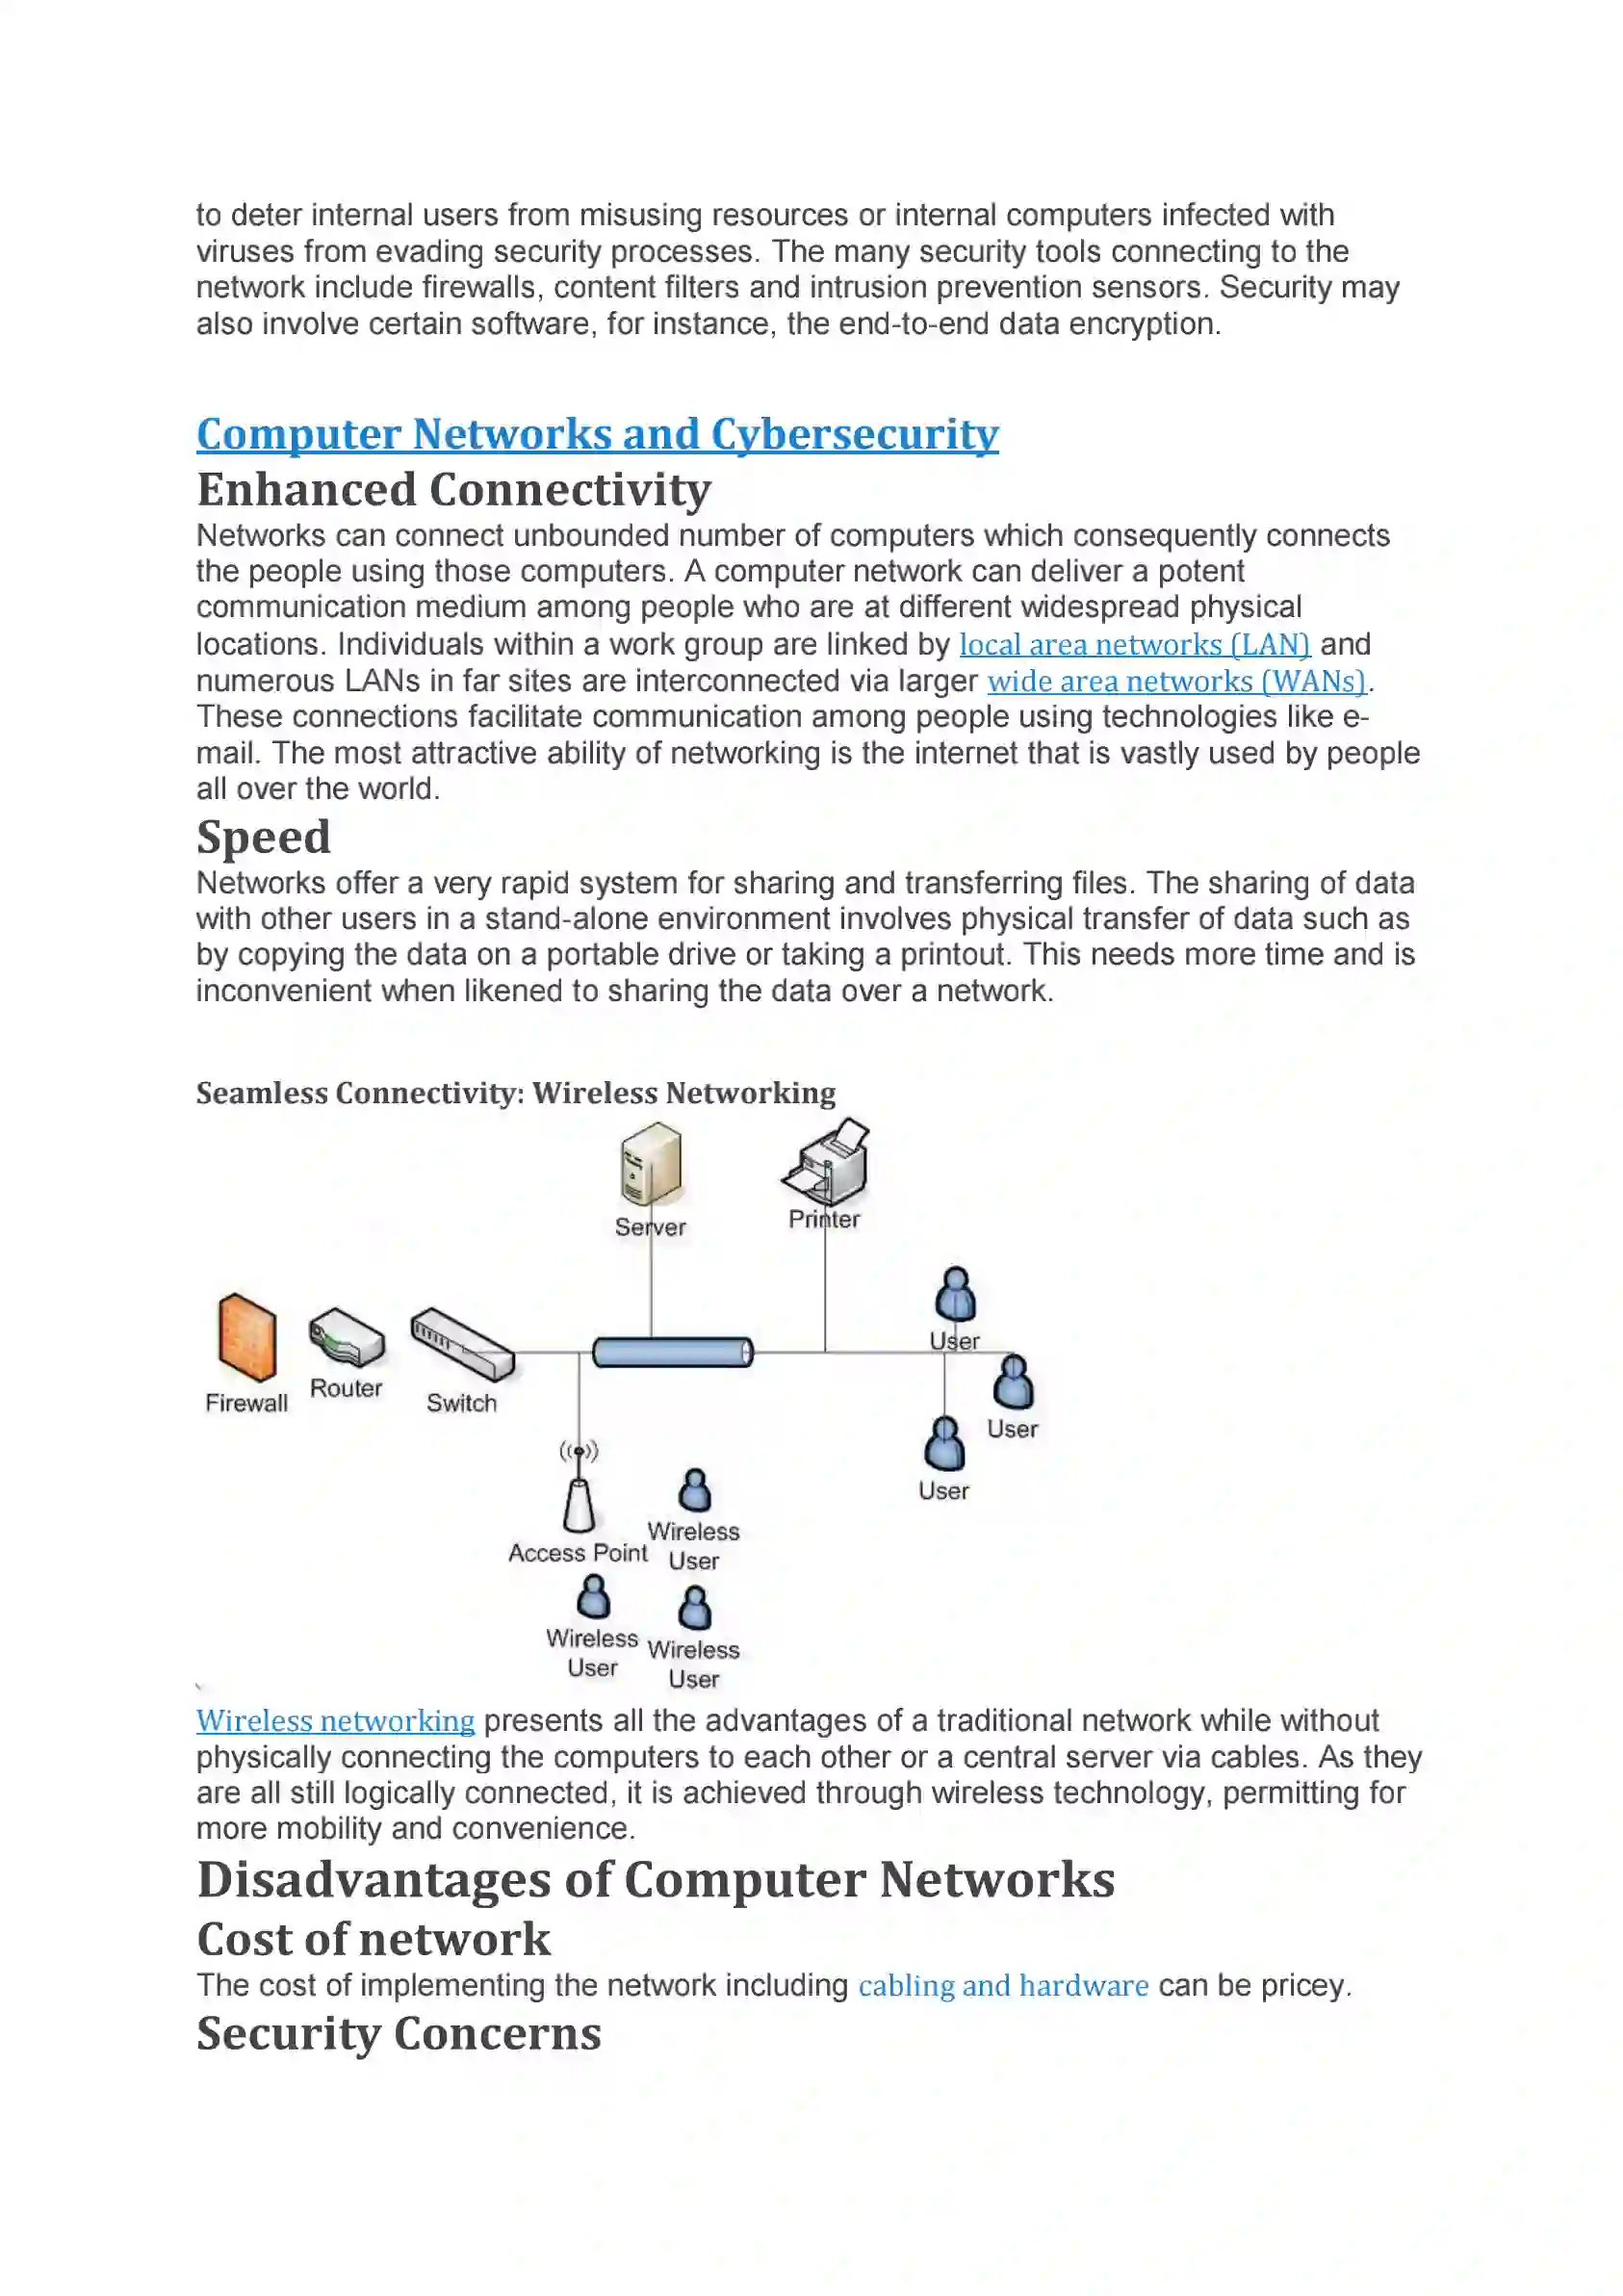 to deter internal users from misusing resources or internal computers infected with
viruses from evading security processes. The many security tools connecting to the
network include firewalls, content filters and intrusion prevention sensors. Security may
also involve certain software, for instance, the end-to-end data encryption.
Computer Networks and Cybersecurity
Enhanced Connectivity
Networks can connect unbounded number of computers which consequently connects
the people using those computers. A computer network can deliver a potent
communication medium among people who are at different widespread physical
locations. Individuals within a work group are linked by local area networks (LAN) and
numerous LANs in far sites are interconnected via larger wide area networks (WANs).
These connections facilitate communication among people using technologies like e-
mail. The most attractive ability of networking is the internet that is vastly used by people
all over the world.
Speed
Networks offer a very rapid system for sharing and transferring files. The sharing of data
with other users in a stand-alone environment involves physical transfer of data such as
by copying the data on a portable drive or taking a printout. This needs more time and is
inconvenient when likened to sharing the data over a network.
Seamless Connectivity: Wireless Networking
Server
Printer
User
Firewall
Router
Switch
User
User
Access Point
Wireless
User
Wireless
User
Wireless
User
Wireless networking presents all the advantages of a traditional network while without
physically connecting the computers to each other or a central server via cables. As they
are all still logically connected, it is achieved through wireless technology, permitting for
more mobility and convenience.
Disadvantages of Computer Networks
Cost of network
The cost of implementing the network including cabling and hardware can be pricey.
Security Concerns